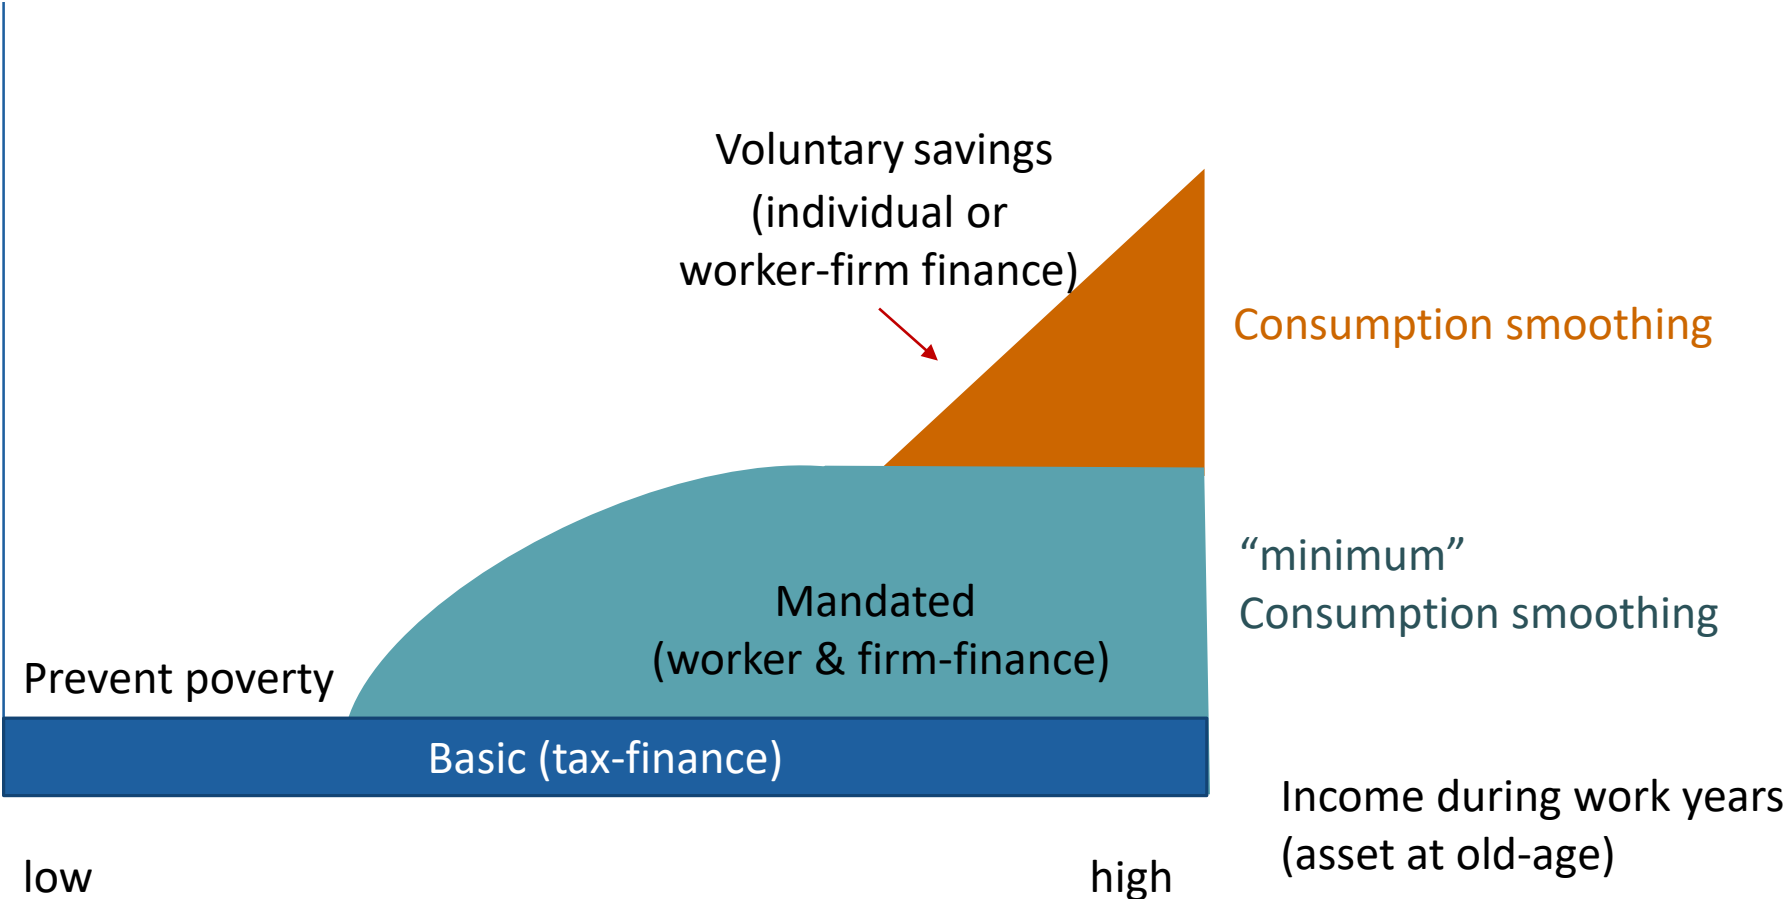 Voluntary savings
(individual or
worker-firm finance)
Consumption smoothing
“minimum”
Consumption smoothing
Mandated
(worker & firm-finance)
Prevent poverty
Basic (tax-finance)
Income during work years
(asset at old-age)
low
high